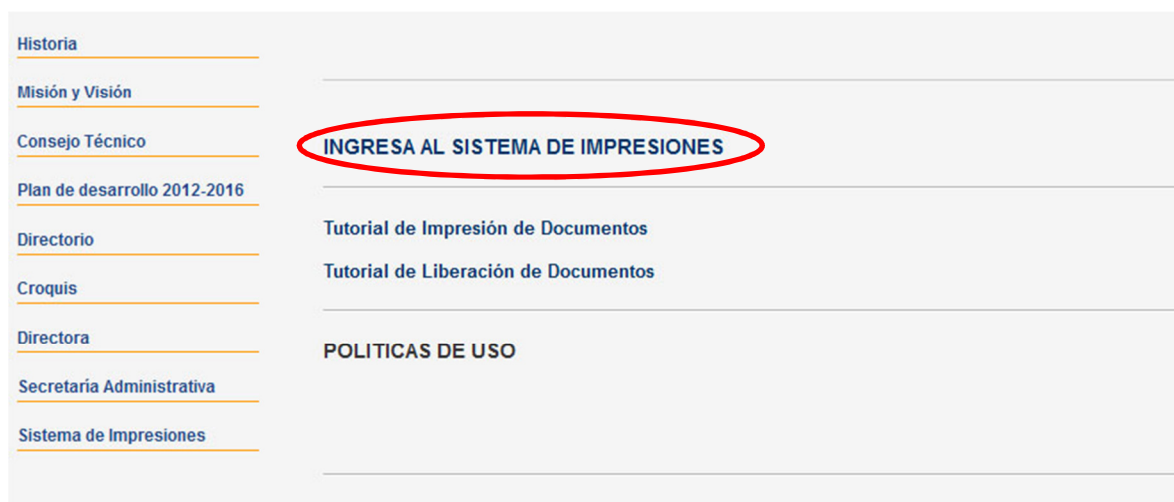 Historia
Misión y Visión
Consejo Técnico
Plan de desarrollo 2012-2016
Directorio
Croquis
Directora
Secretaría Administrativa
Sistema de Impresiones
INGRESA AL SISTEMA DE IMPRESIONES
Tutorial de Impresión de Documentos
Tutorial de Liberación de Documentos
POLITICAS DE USO